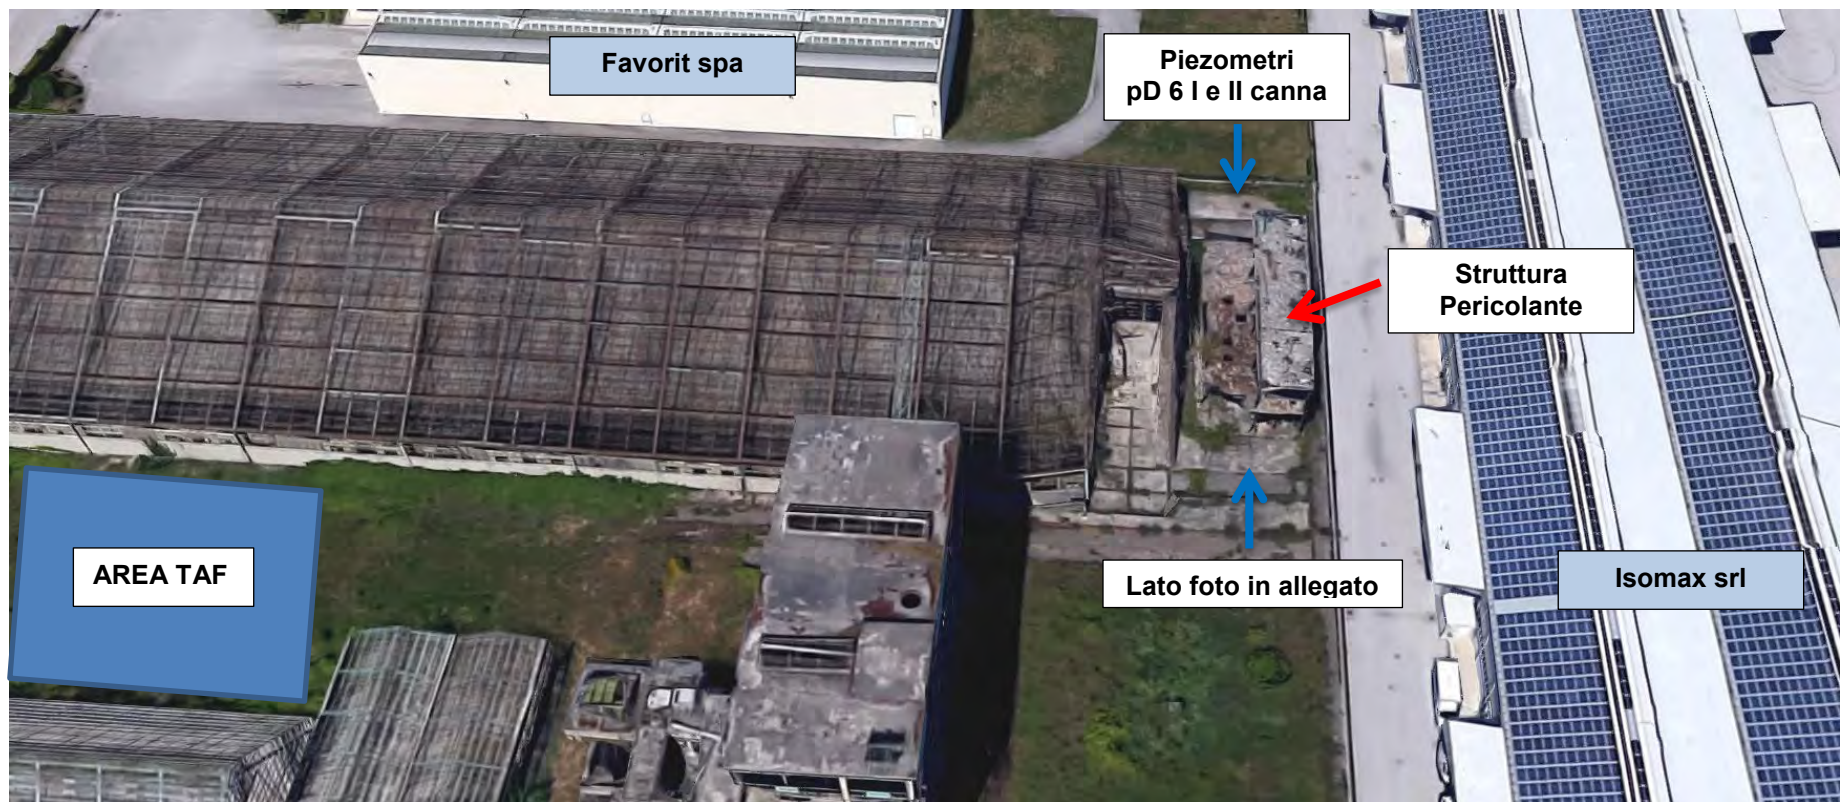 Favorit spa
Piezometri
pD 6 I e II canna
Struttura
Pericolante
AREA TAF
Lato foto in allegato
Isomax srl